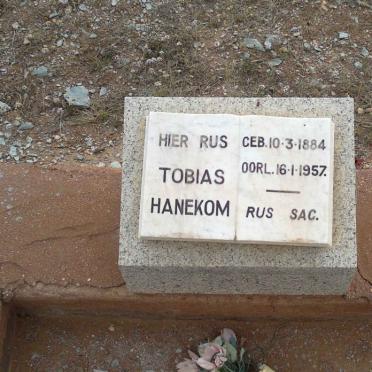 HIER RUS
TOBIAS
HANEKOM
GEB. 10·3·1884
OORL. 16·1·1957.
RUS SAC.